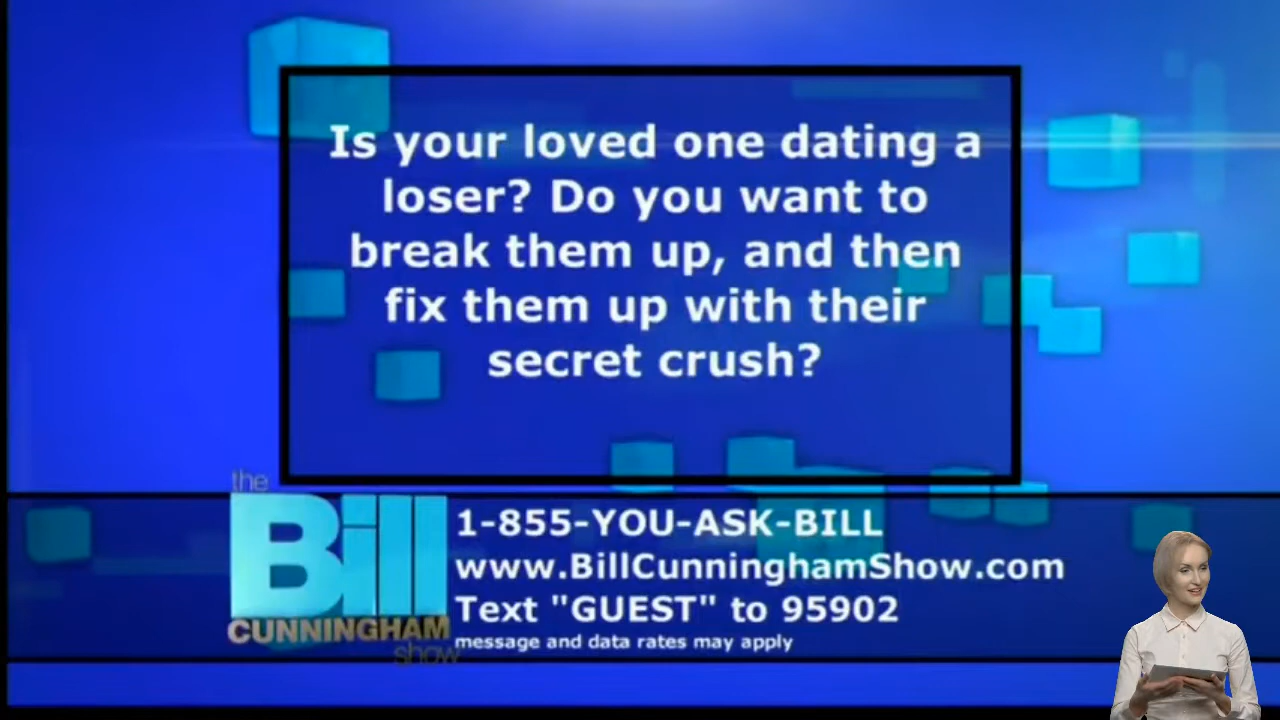 Is your loved one dating a
loser? Do you want to
break them up, and then
fix them up with their
secret crush?
the
Bill
CUNNINGHAM
show
1-855-YOU-ASK-BILL
www.BillCunninghamShow.com
Text "GUEST" to 95902
message and data rates may apply